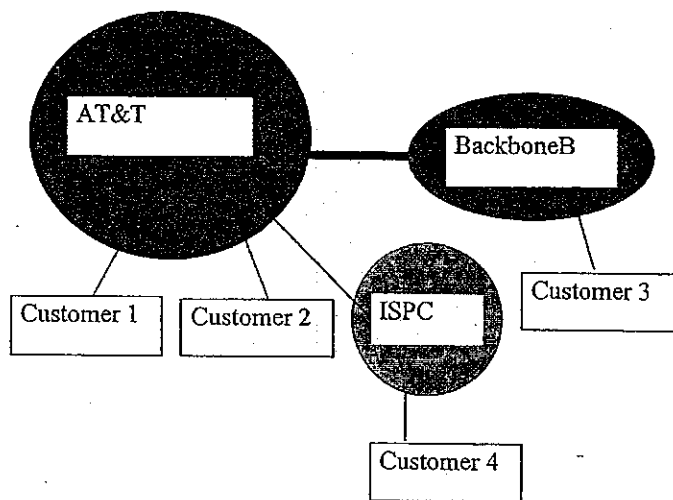 AT&T
BackboneB
Customer 1
Customer 2
ISPC
Customer 3
Customer 4